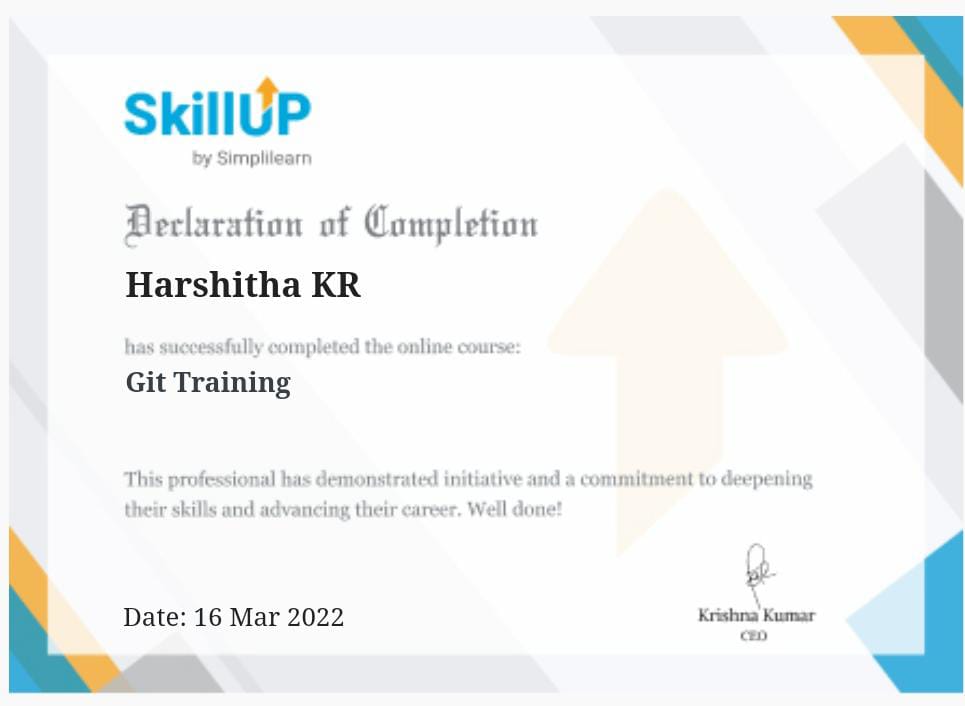 SkillUP
by Simplilearn
Declaration of Completion
Harshitha KR
has successfully completed the online course:
Git Training
This professional has demonstrated initiative and a commitment to deepening
their skills and advancing their career. Well done!
Date: 16 Mar 2022
Krishna Kumar
CEO